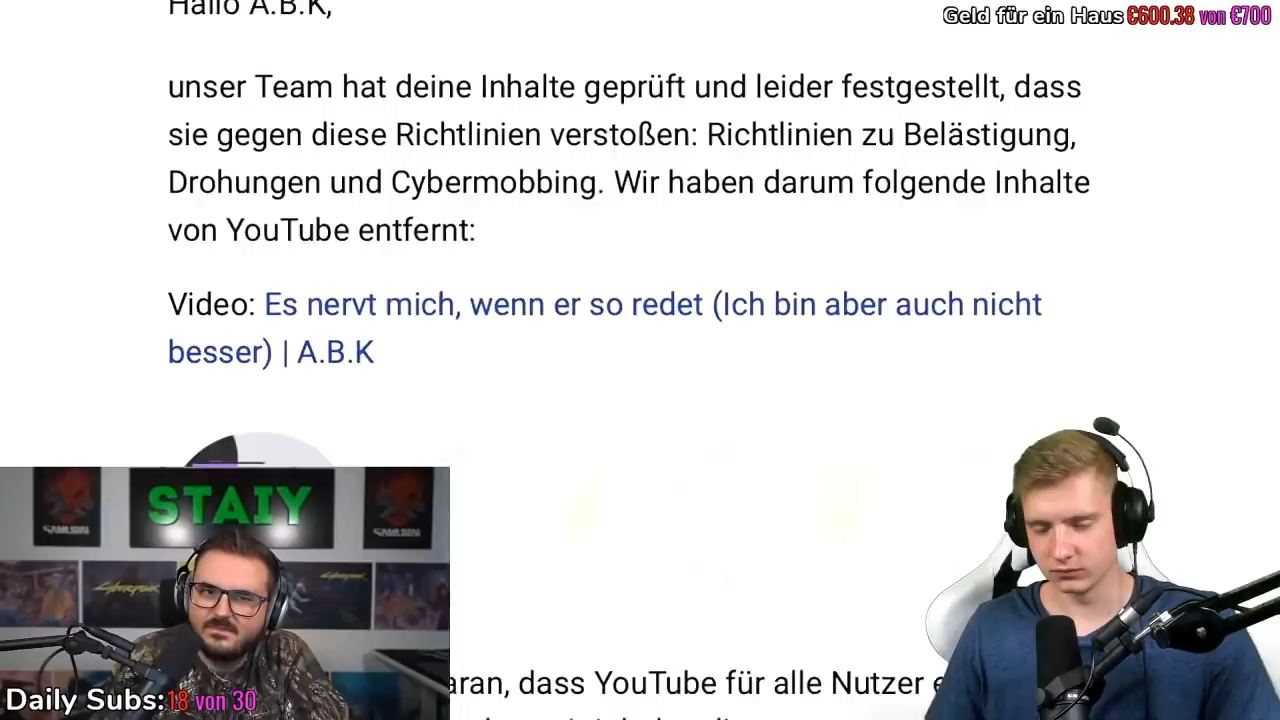 Hallo A.B.K,
Geld für ein Haus €600.38 von €700
unser Team hat deine Inhalte geprüft und leider festgestellt, dass
sie gegen diese Richtlinien verstoßen: Richtlinien zu Belästigung,
Drohungen und Cybermobbing. Wir haben darum folgende Inhalte
von YouTube entfernt:
Video: Es nervt mich, wenn er so redet (Ich bin aber auch nicht
besser) | A.B.K
STAIY
SAMURAI
Cyberpunk
Cyberpunk
aran, dass YouTube für alle Nutzer
Daily Subs:18 von 30